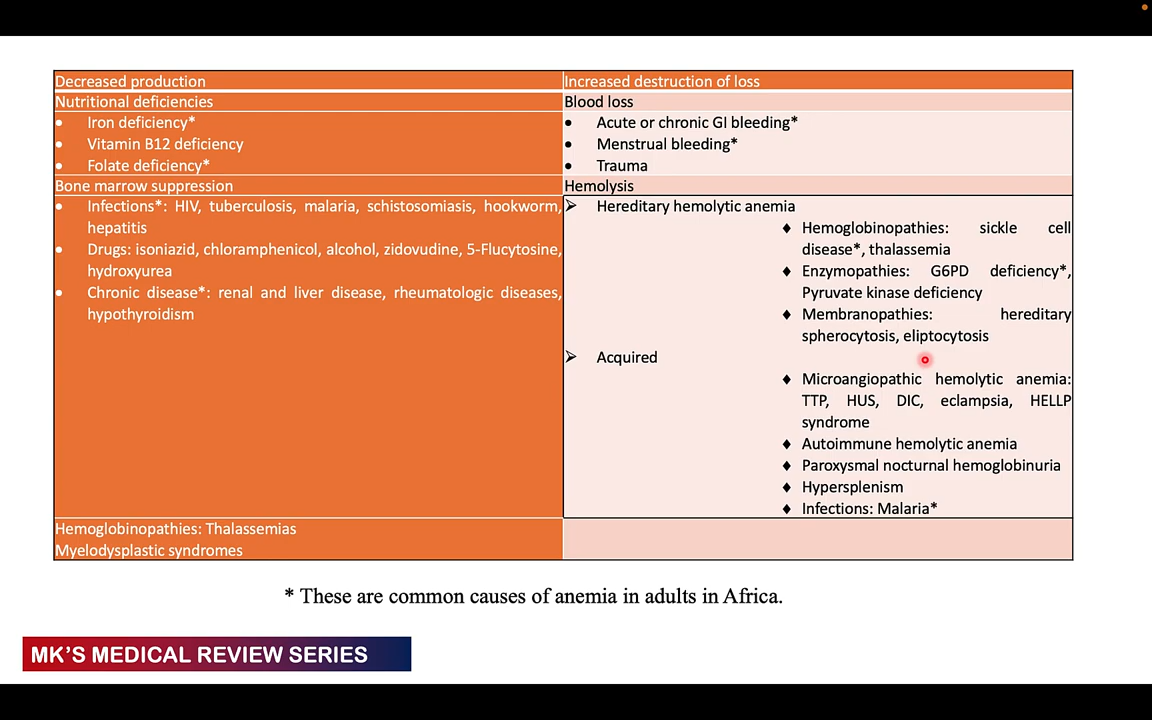 Decreased production
Increased destruction of loss
Nutritional deficiencies
Blood loss
• Iron deficiency*
• Vitamin B12 deficiency
• Folate deficiency*
• Acute or chronic GI bleeding*
• Menstrual bleeding*
• Trauma
Bone marrow suppression
Hemolysis
• Infections*: HIV, tuberculosis, malaria, schistosomiasis, hookworm,
hepatitis
• Drugs: isoniazid, chloramphenicol, alcohol, zidovudine, 5-Flucytosine,
hydroxyurea
• Chronic disease*: renal and liver disease, rheumatologic diseases,
hypothyroidism
➢ Hereditary hemolytic anemia
♦ Hemoglobinopathies: sickle cell
disease*, thalassemia
♦ Enzymopathies: G6PD deficiency*,
Pyruvate kinase deficiency
♦ Membranopathies: hereditary
spherocytosis, eliptocytosis
➢ Acquired
♦ Microangiopathic hemolytic anemia:
TTP, HUS, DIC, eclampsia, HELLP
syndrome
♦ Autoimmune hemolytic anemia
♦ Paroxysmal nocturnal hemoglobinuria
♦ Hypersplenism
♦ Infections: Malaria*
Hemoglobinopathies: Thalassemias
Myelodysplastic syndromes
* These are common causes of anemia in adults in Africa.
MK'S MEDICAL REVIEW SERIES